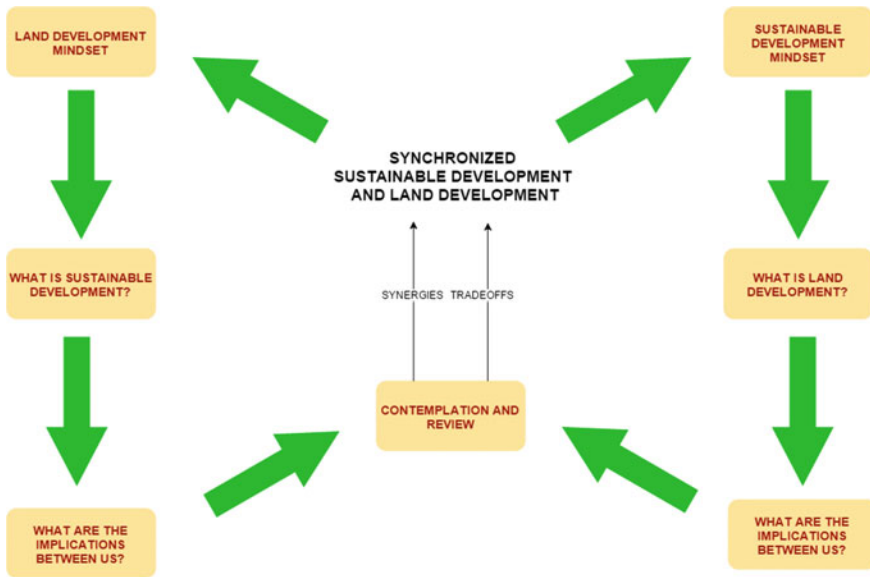 LAND DEVELOPMENT
MINDSET
SUSTAINABLE
DEVELOPMENT
MINDSET
SYNCHRONIZED
SUSTAINABLE DEVELOPMENT
AND LAND DEVELOPMENT
WHAT IS SUSTAINABLE
DEVELOPMENT?
SYNERGIES TRADEOFFS
WHAT IS LAND
DEVELOPMENT?
CONTEMPLATION AND
REVIEW
WHAT ARE THE
IMPLICATIONS
BETWEEN US?
WHAT ARE THE
IMPLICATIONS
BETWEEN US?